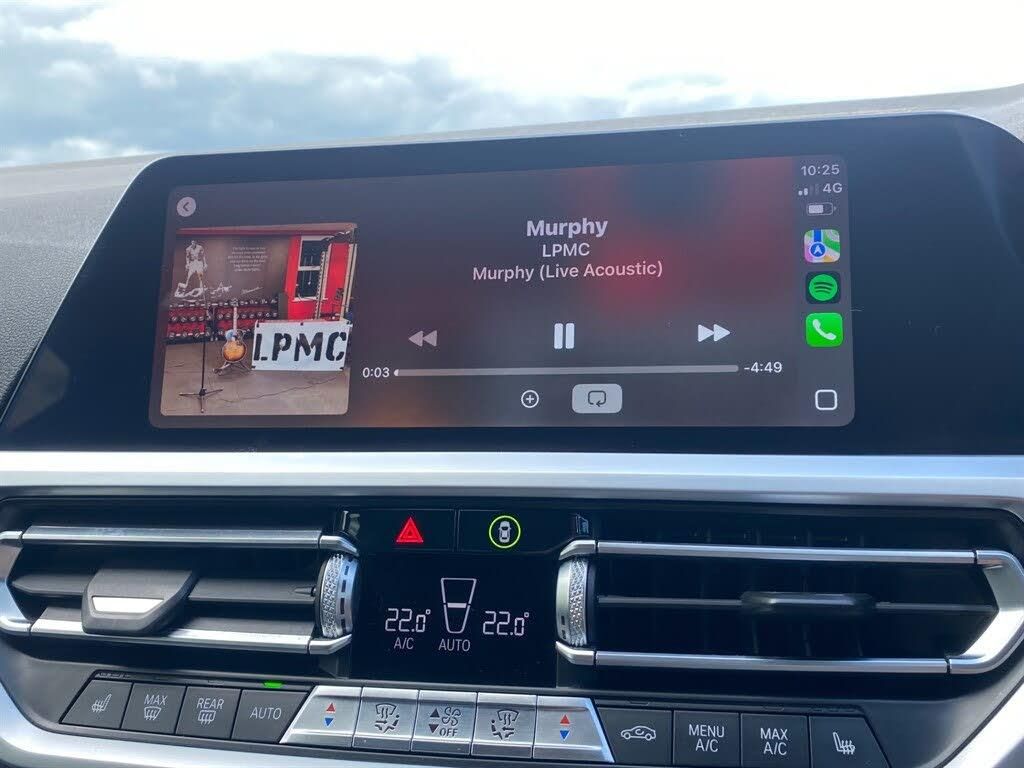 10:25
4G
Murphy
LPMC
Murphy (Live Acoustic)
LPMC
0:03
-4:49
22.0°
A/C
AUTO
22.0°
MAX
REAR
AUTO
OFF
MENU
A/C
MAX
A/C